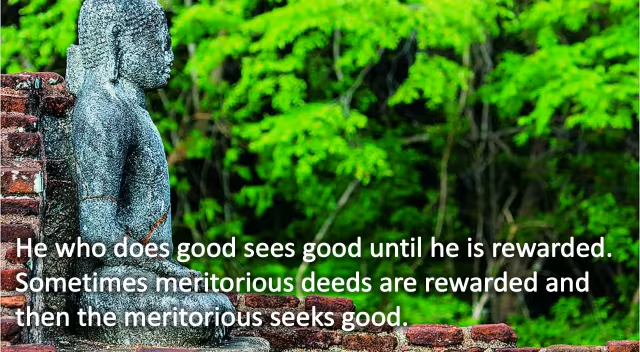 He who does good sees good until he is rewarded.
Sometimes meritorious deeds are rewarded and
then the meritorious seeks good.